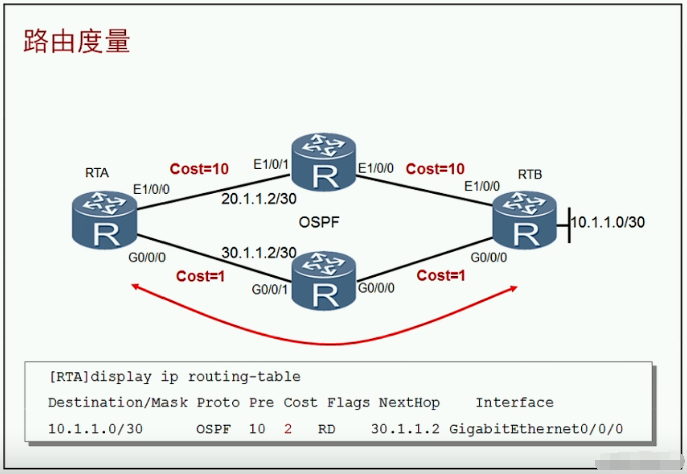 路由度量
Cost=10
E1/0/1
E1/0/0
Cost=10
RTA
RTB
E1/0/0
E1/0/0
20.1.1.2/30
R
OSPF
R
R
10.1.1.0/30
30.1.1.2/30
G0/0/0
G0/0/0
Cost=1
Cost=1
G0/0/1
R
G0/0/0
[RTA]display ip routing-table
Destination/Mask Proto Pre Cost Flags NextHop Interface
10.1.1.0/30 OSPF 10 2 RD 30.1.1.2 GigabitEthernet0/0/0